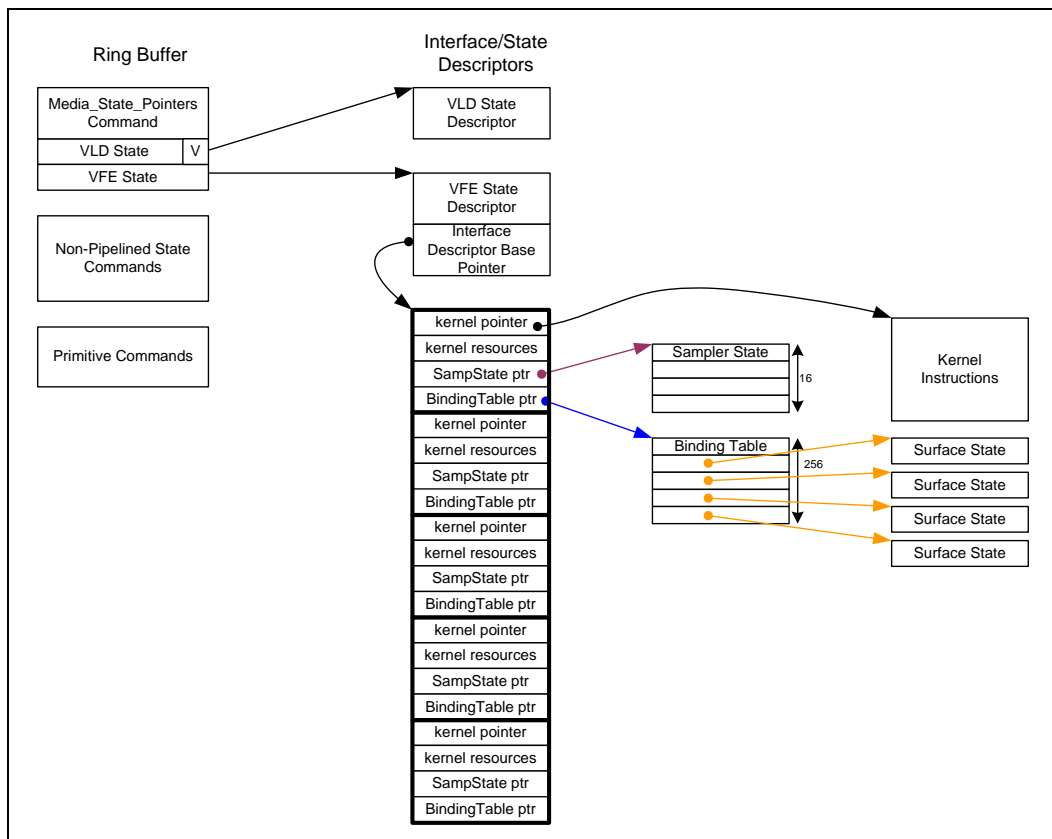 Ring Buffer
Media_State_Pointers
Command
VLD State
V
VFE State
Non-Pipelined State
Commands
Primitive Commands
Interface/State
Descriptors
VLD State
Descriptor
VFE State
Descriptor
Interface
Descriptor Base
Pointer
kernel pointer
kernel resources
SampState ptr
BindingTable ptr
kernel pointer
kernel resources
SampState ptr
BindingTable ptr
kernel pointer
kernel resources
SampState ptr
BindingTable ptr
kernel pointer
kernel resources
SampState ptr
BindingTable ptr
kernel pointer
kernel resources
SampState ptr
BindingTable ptr
Sampler State
16
Binding Table
256
Kernel
Instructions
Surface State
Surface State
Surface State
Surface State